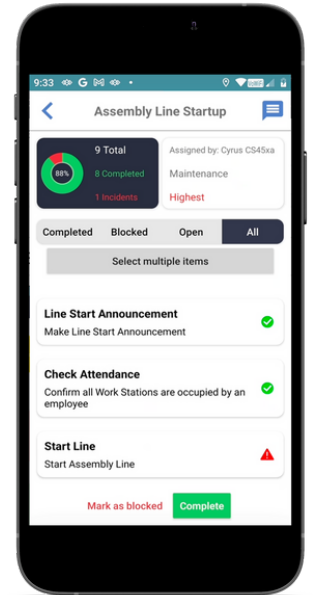 9:33
Assembly Line Startup
9 Total
8 Completed
1 Incidents
88%
Assigned by: Cyrus CS45xa
Maintenance
Highest
Completed Blocked Open All
Select multiple items
Line Start Announcement
Make Line Start Announcement
Check Attendance
Confirm all Work Stations are occupied by an
employee
Start Line
Start Assembly Line
Mark as blocked Complete